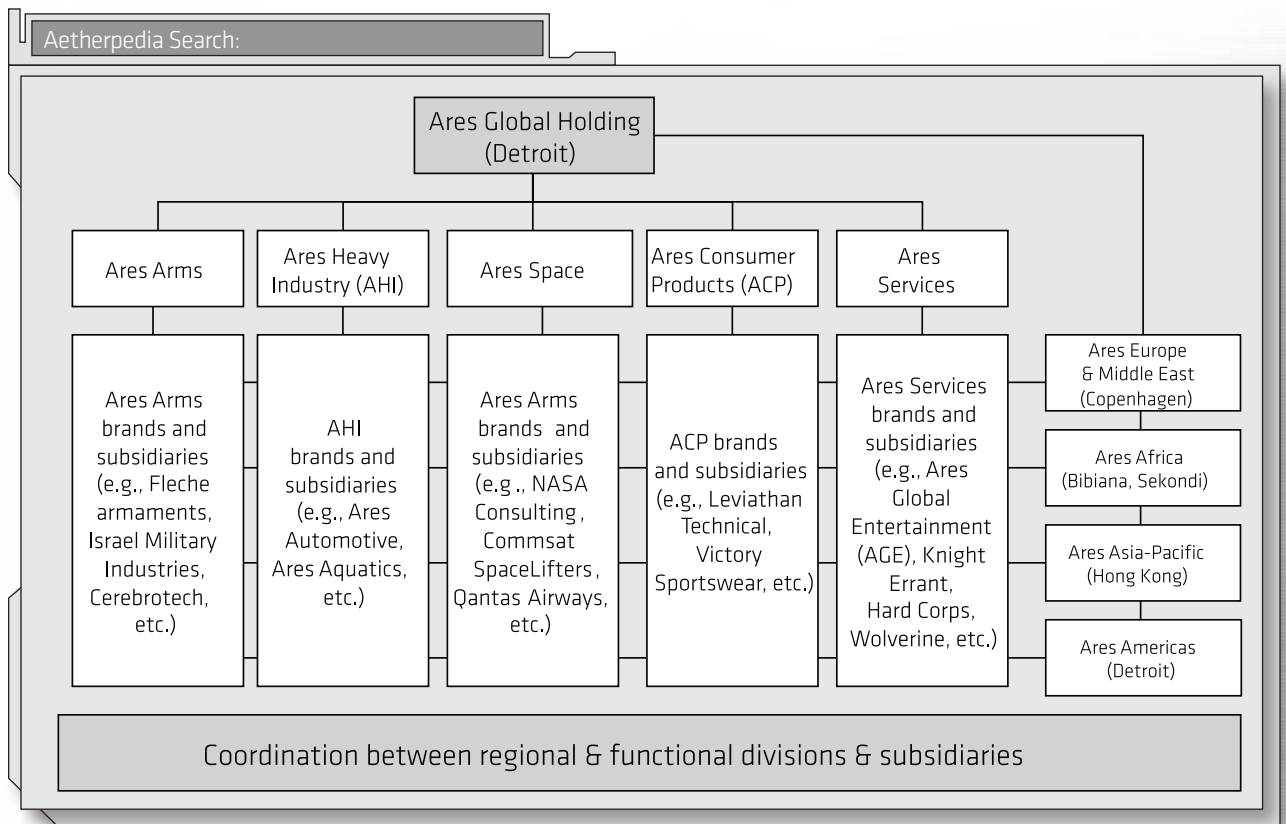 Aetherpedia Search:
Ares Global Holding
(Detroit)
Ares Arms
Ares Heavy
Industry (AHI)
Ares Space
Ares Consumer
Products (ACP)
Ares
Services
Ares Arms
brands and
subsidiaries
(e.g., Fleche
armaments,
Israel Military
Industries,
Cerebrotech,
etc.)
AHI
brands and
subsidiaries
(e.g., Ares
Automotive,
Ares Aquatics,
etc.)
Ares Arms
brands and
subsidiaries
(e.g., NASA
Consulting,
Commsat
SpaceLifters,
Qantas Airways,
etc.)
ACP brands
and subsidiaries
(e.g., Leviathan
Technical,
Victory
Sportswear, etc.)
Ares Services
brands and
subsidiaries
(e.g., Ares
Global
Entertainment
(AGE), Knight
Errant,
Hard Corps,
Wolverine, etc.)
Ares Europe
& Middle East
(Copenhagen)
Ares Africa
(Bibiana, Sekondi)
Ares Asia-Pacific
(Hong Kong)
Ares Americas
(Detroit)
Coordination between regional & functional divisions & subsidiaries